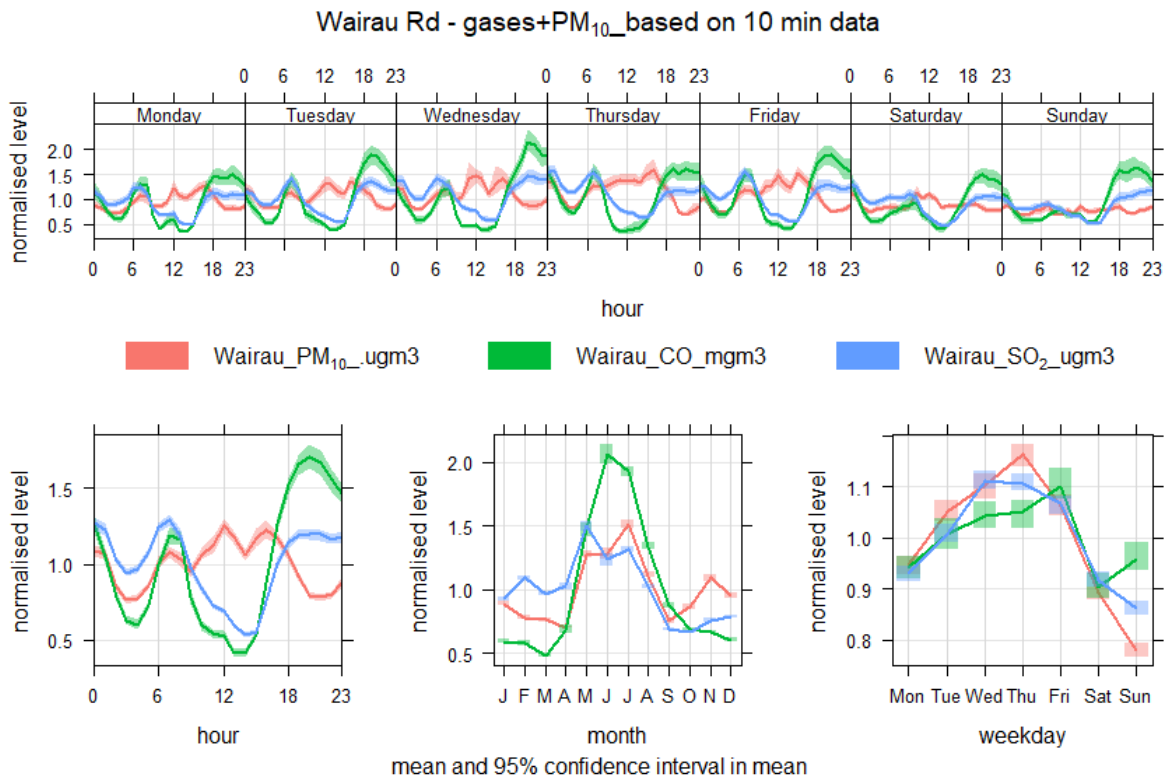 Wairau Rd - gases+PM₁₀_based on 10 min data
0 6 12 18 23 0 6 12 18 23 0 6 12 18 23
Monday Tuesday Wednesday Thursday Friday Saturday Sunday
normalised level
2.0
1.5
1.0
0.5
0 6 12 18 23 0 6 12 18 23 0 6 12 18 23 0 6 12 18 23
hour
Wairau_PM₁₀_.ugm3 Wairau_CO_mgm3 Wairau_SO₂_ugm3
normalised level
1.5
1.0
0.5
0 6 12 18 23
hour
normalised level
2.0
1.5
1.0
0.5
J F M A M J J A S O N D
month
normalised level
1.1
1.0
0.9
0.8
Mon Tue Wed Thu Fri Sat Sun
weekday
mean and 95% confidence interval in mean